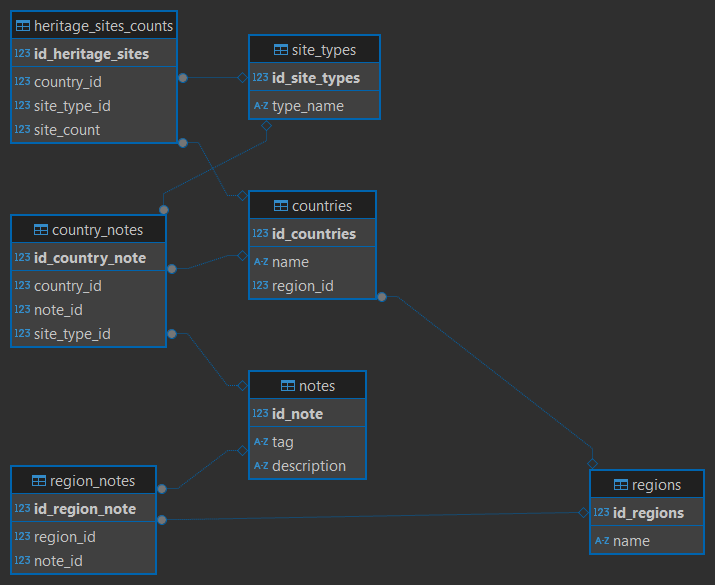 heritage_sites_counts
123 id_heritage_sites
123 country_id
123 site_type_id
123 site_count
site_types
123 id_site_types
A-Z type_name
country_notes
123 id_country_note
123 country_id
123 note_id
123 site_type_id
countries
123 id_countries
A-Z name
123 region_id
notes
123 id_note
A-Z tag
A-Z description
region_notes
123 id_region_note
123 region_id
123 note_id
regions
123 id_regions
A-Z name